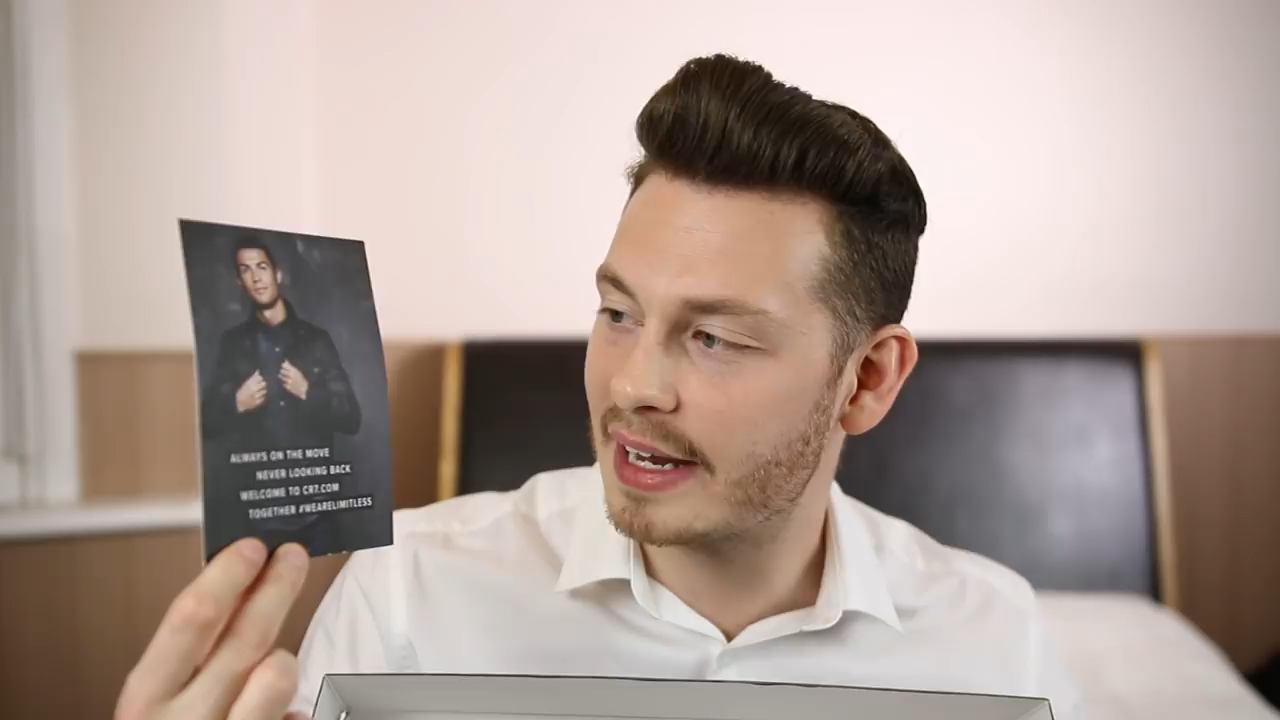 ALWAYS ON THE MOVE
NEVER LOOKING BACK
WELCOME TO CR7.COM
TOGETHER #WEARELIMITLESS